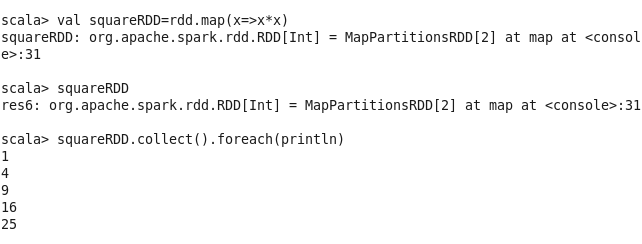 scala> val squareRDD=rdd.map(x=>x*x)
squareRDD: org.apache.spark.rdd.RDD[Int] = MapPartitionsRDD[2] at map at <consol
e>:31
scala> squareRDD
res6: org.apache.spark.rdd.RDD[Int] = MapPartitionsRDD[2] at map at <console>:31
scala> squareRDD.collect().foreach(println)
1
4
9
16
25